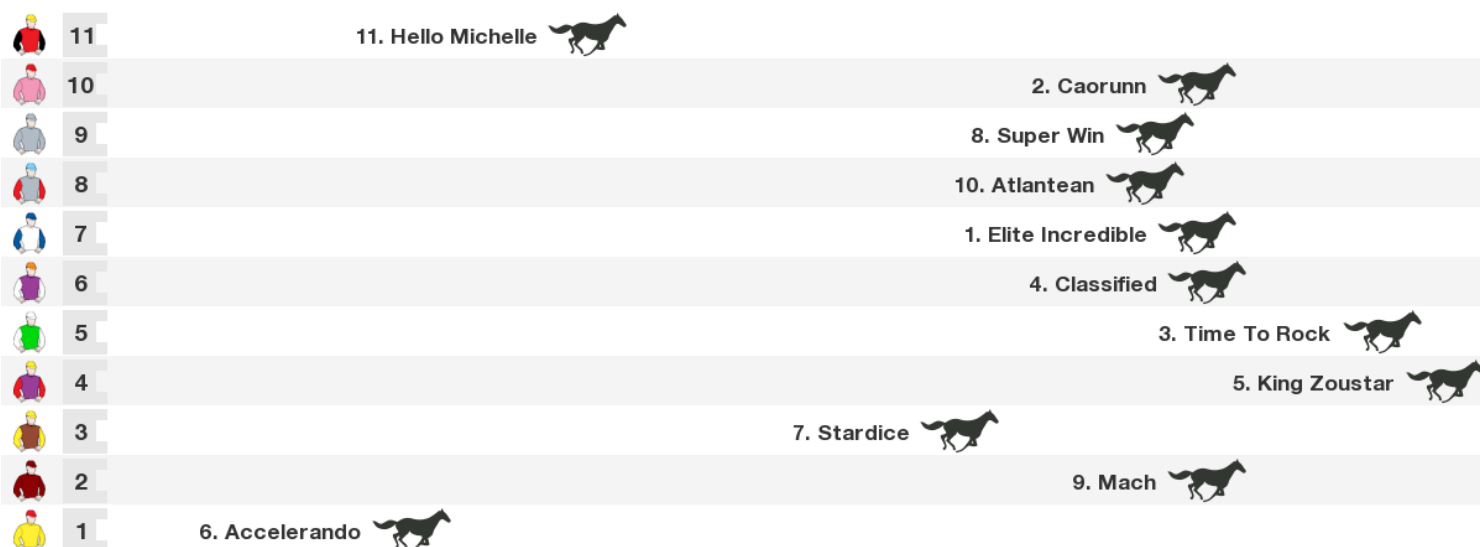 11 11. Hello Michelle
10 2. Caorunn
9 8. Super Win
8 10. Atlantean
7 1. Elite Incredible
6 4. Classified
5 3. Time To Rock
4 5. King Zoustar
3 7. Stardice
2 9. Mach
1 6. Accelerando